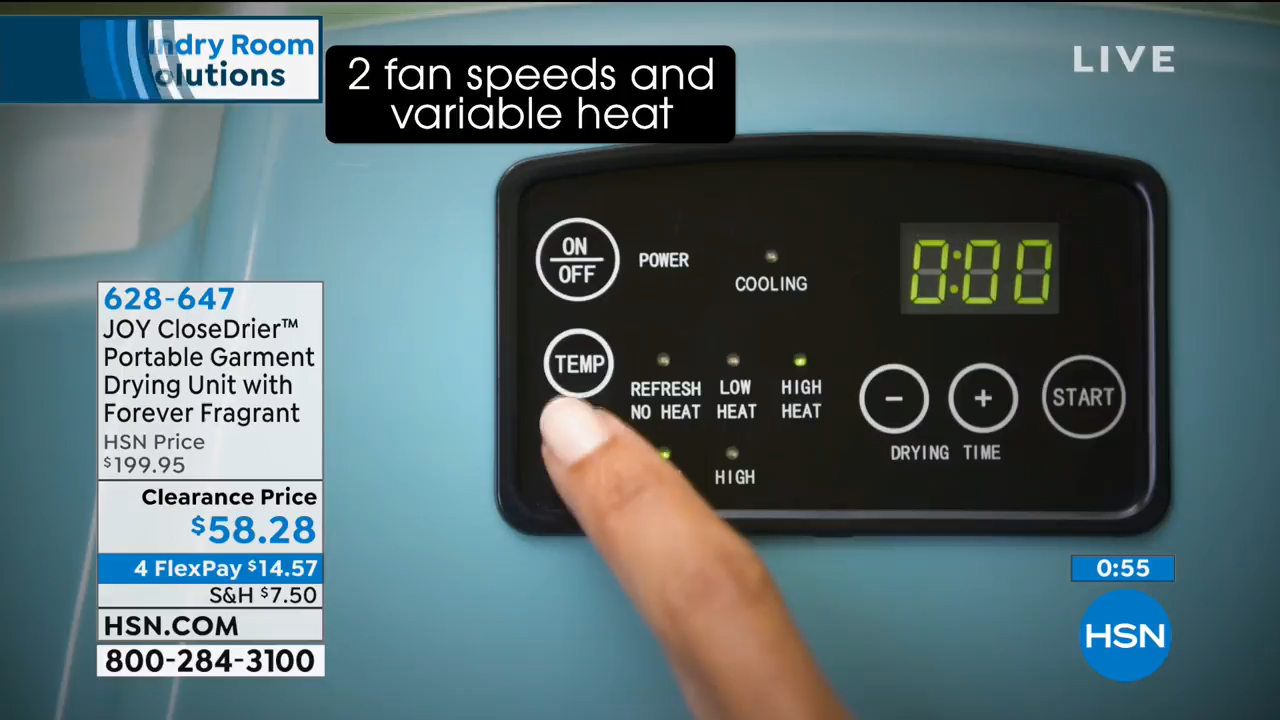 ndry Room
olutions
2 fan speeds and
variable heat
LIVE
ON
OFF
POWER
COOLING
0:00
TEMP
REFRESH
NO HEAT
LOW
HEAT
HIGH
HEAT
HIGH
-
+
START
DRYING TIME
628-647
JOY CloseDrier™
Portable Garment
Drying Unit with
Forever Fragrant
HSN Price
$199.95
Clearance Price
$58.28
4 FlexPay $14.57
S&H $7.50
HSN.COM
800-284-3100
0:55
HSN